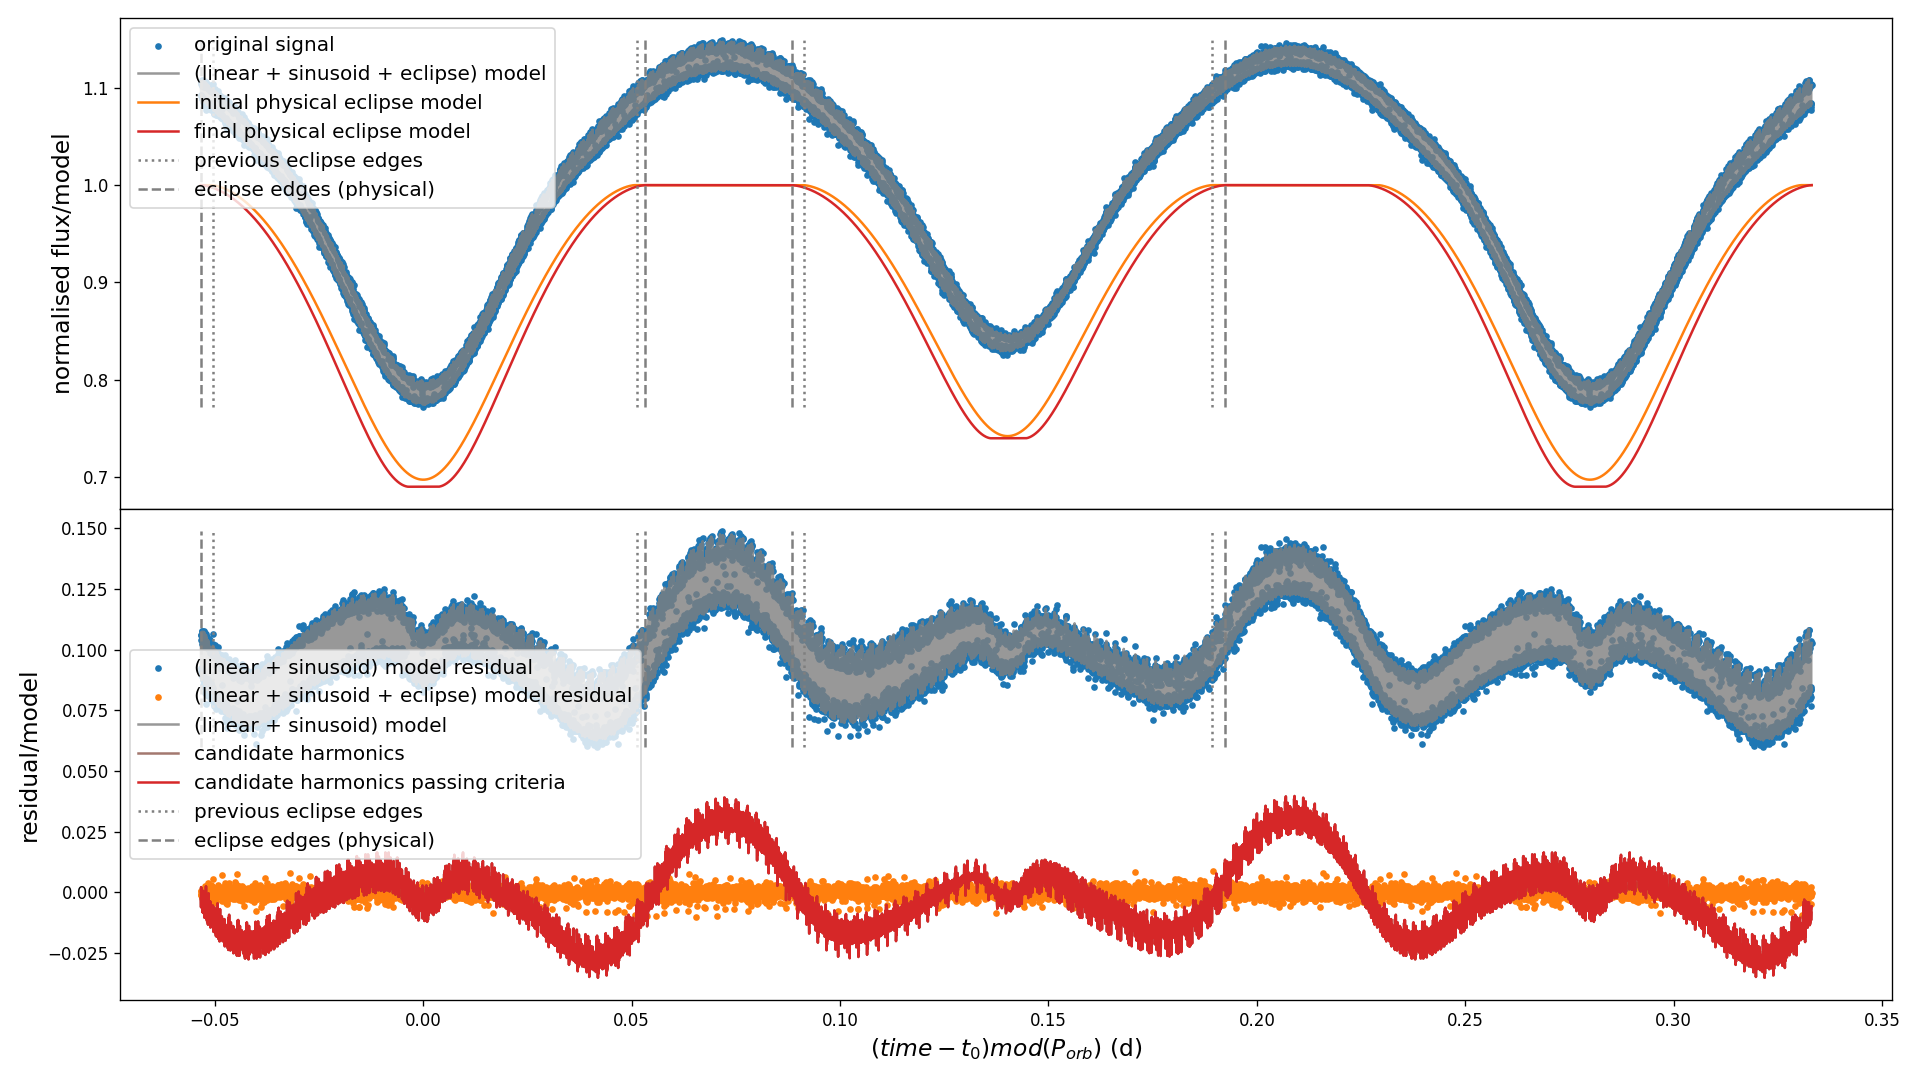 normalised flux/model
1.1
1.0
0.9
0.8
0.7
original signal
(linear + sinusoid + eclipse) model
initial physical eclipse model
final physical eclipse model
previous eclipse edges
eclipse edges (physical)
residual/model
0.150
0.125
0.100
0.075
0.050
0.025
0.000
−0.025
(linear + sinusoid) model residual
(linear + sinusoid + eclipse) model residual
(linear + sinusoid) model
candidate harmonics
candidate harmonics passing criteria
previous eclipse edges
eclipse edges (physical)
−0.05 0.00 0.05 0.10 0.15 0.20 0.25 0.30 0.35
(time − t₀)mod(Pₒᵣb) (d)